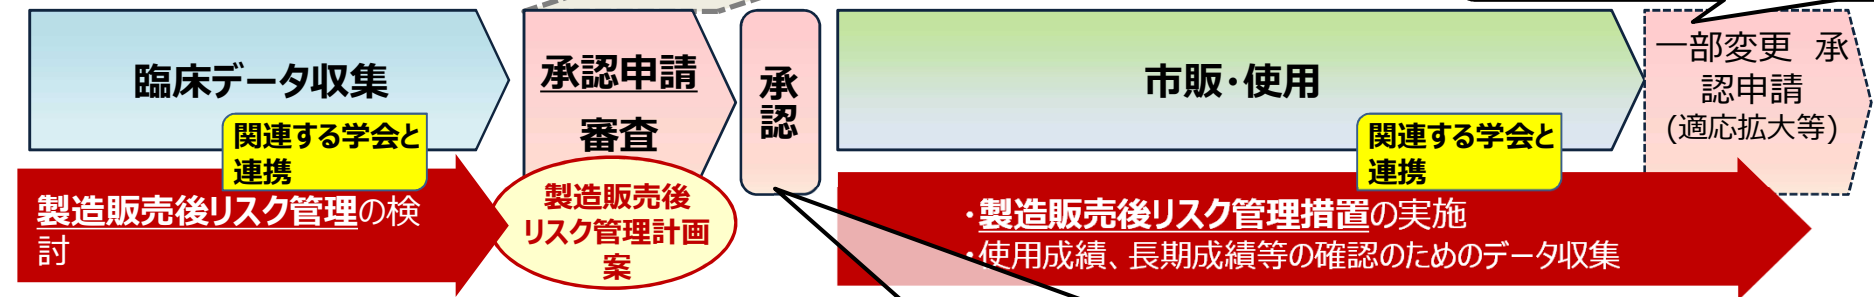 臨床データ収集
関連する学会と
連携
製造販売後リスク管理の検
討
承認申請
審査
製造販売後
リスク管理計画
案
承
認
市販・使用
関連する学会と
連携
・製造販売後リスク管理措置の実施
・使用成績、長期成績等の確認のためのデータ収集
一部変更　承
認申請
(適応拡大等)